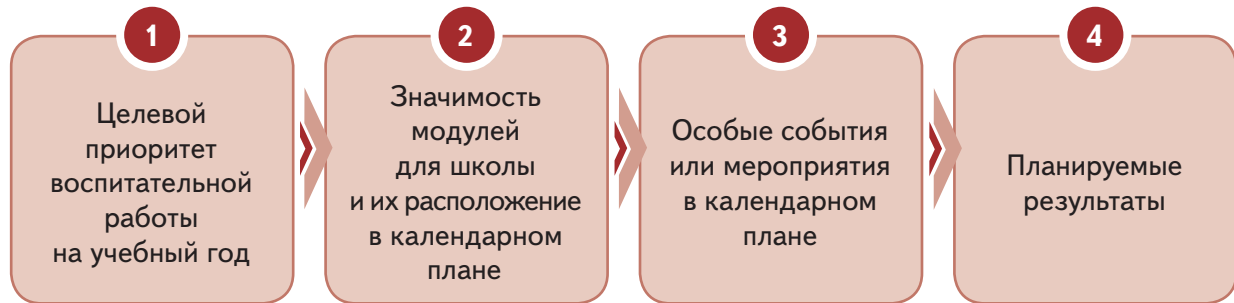 1
Целевой
приоритет
воспитательной
работы
на учебный год
2
Значимость
модулей
для школы
и их расположение
в календарном
плане
3
Особые события
или мероприятия
в календарном
плане
4
Планируемые
результаты